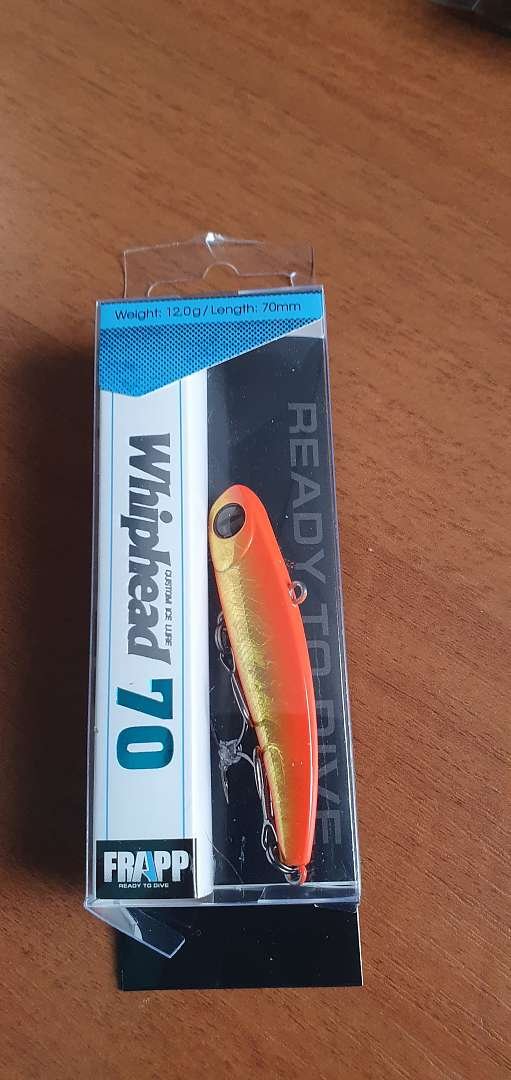 Weight: 12,0g/Length: 70mm
READY TO DIVE
Whiphead 70
CUSTOM ICE LURE
FRAPP
READY TO DIVE